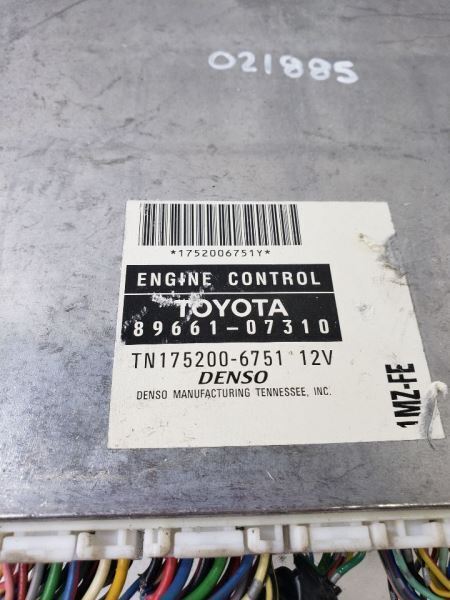 021885
*1752006751Y*
ENGINE CONTROL
TOYOTA
89661-07310
TN175200-6751 12V
DENSO
DENSO MANUFACTURING TENNESSEE, INC.
1MZ-FE